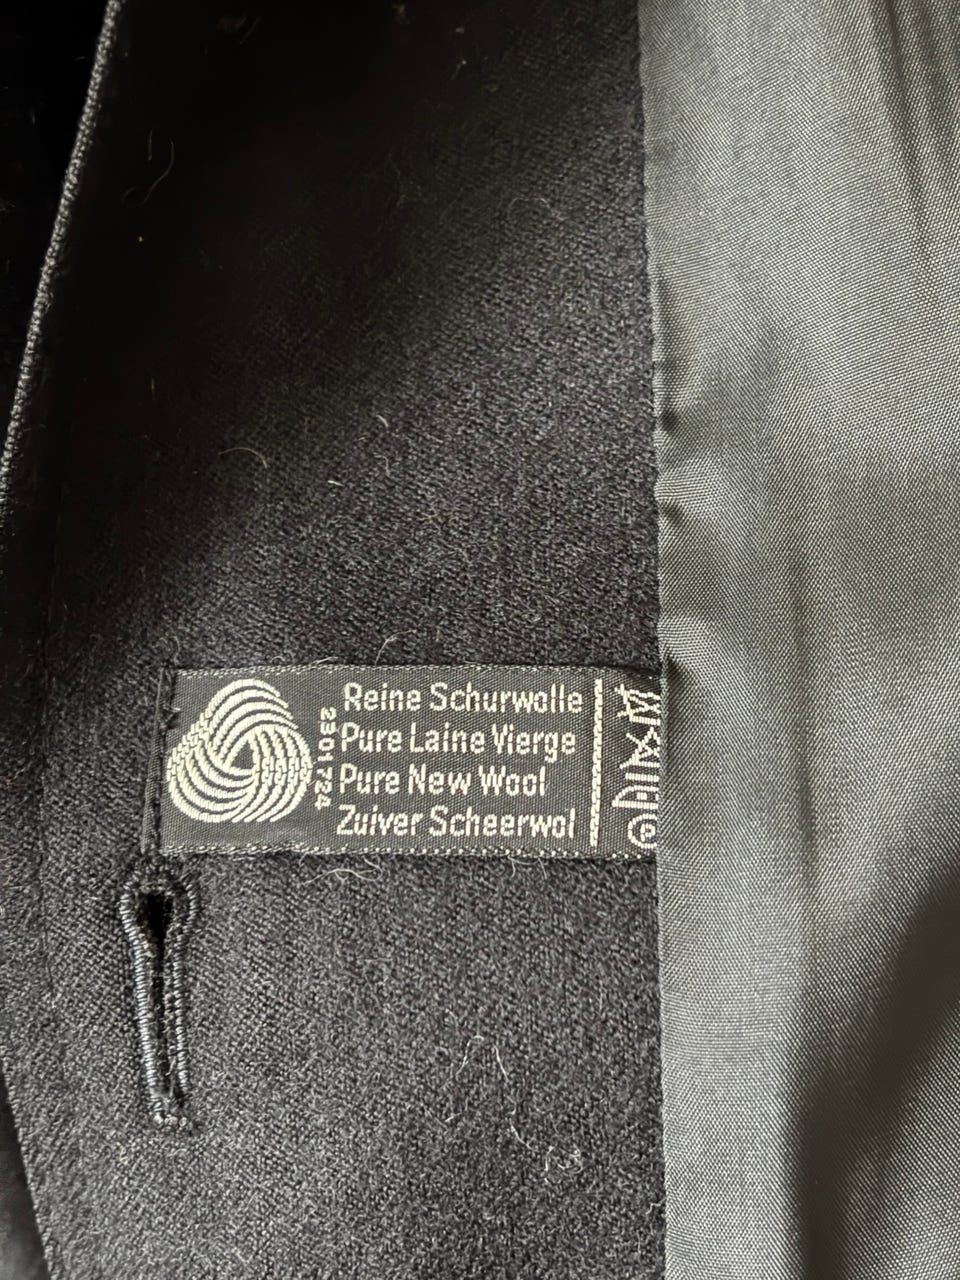 Reine Schurwolle
Pure Laine Vierge
Pure New Wool
Zuiver Scheerwol
2301724
P